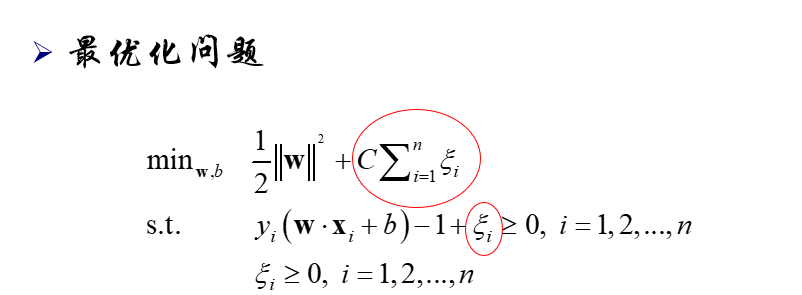 ➢ 最优化问题
min_{w,b} \frac{1}{2}‖w‖² + C∑_{i=1}^{n} ξ_i
s.t. y_i(w · x_i + b) − 1 + ξ_i ≥ 0, i = 1, 2, ..., n
ξ_i ≥ 0, i = 1, 2, ..., n